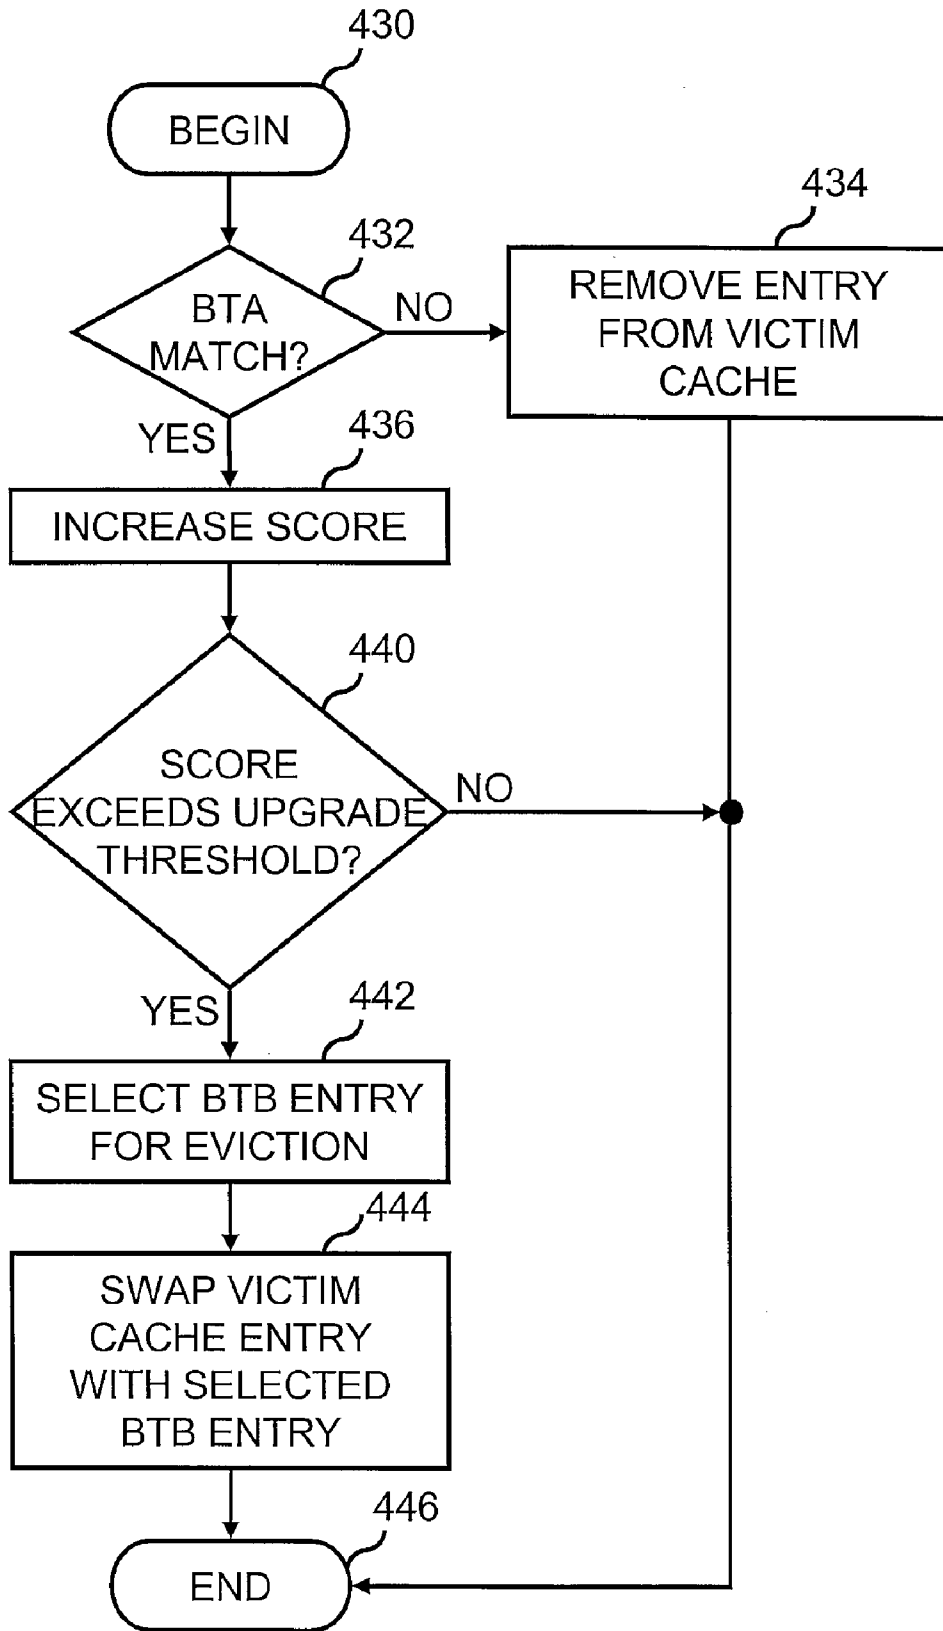 430
BEGIN
432
BTA
MATCH?
NO
434
REMOVE ENTRY
FROM VICTIM
CACHE
YES
436
INCREASE SCORE
440
SCORE
EXCEEDS UPGRADE
THRESHOLD?
NO
YES
442
SELECT BTB ENTRY
FOR EVICTION
444
SWAP VICTIM
CACHE ENTRY
WITH SELECTED
BTB ENTRY
446
END